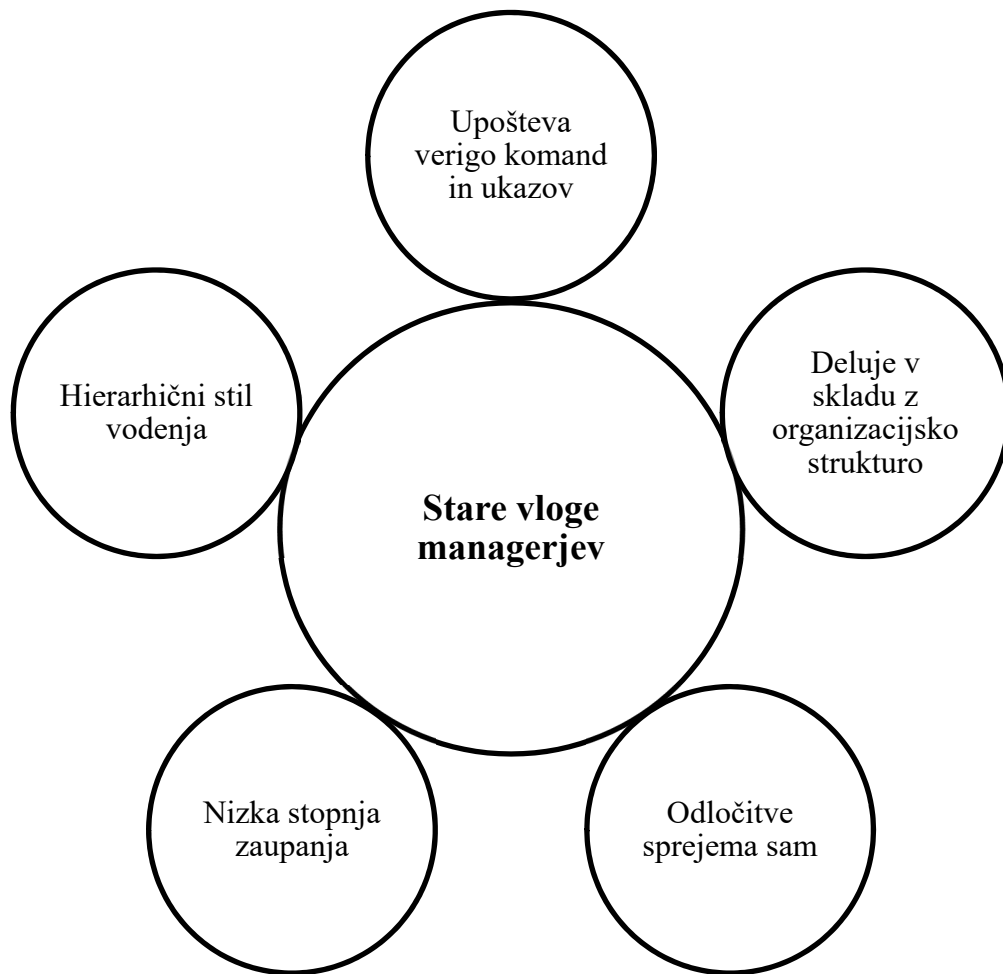 Upošteva
verigo komand
in ukazov
Hierarhični stil
vodenja
Deluje v
skladu z
organizacijsko
strukturo
Stare vloge
managerjev
Nizka stopnja
zaupanja
Odločitve
sprejema sam